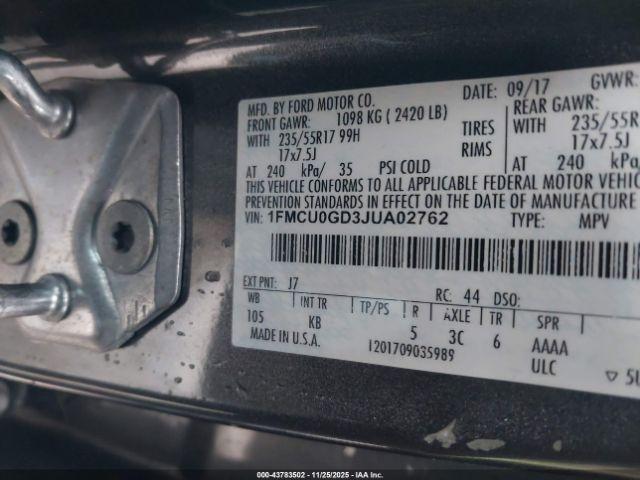 DATE: 09/17 GVWR:
MFD. BY FORD MOTOR CO.
FRONT GAWR: 1098 KG ( 2420 LB) REAR GAWR:
WITH 235/55R17 99H TIRES WITH 235/55R
17x7.5J RIMS 17x7.5J
AT 240 kPa/ 35 PSI COLD AT 240 kPa/
THIS VEHICLE CONFORMS TO ALL APPLICABLE FEDERAL MOTOR VEHIC
PREVENTION STANDARDS IN EFFECT ON THE DATE OF MANUFACTURE
VIN: 1FMCU0GD3JUA02762 TYPE: MPV
EXT PNT: J7 RC: 44 DSO:
WB INT TR TP/PS R AXLE TR SPR
105 KB 5 3C 6 AAAA
MADE IN U.S.A. I201709035989 ULC
▽ 5U
000-43783502 - 11/25/2025 - IAA Inc.